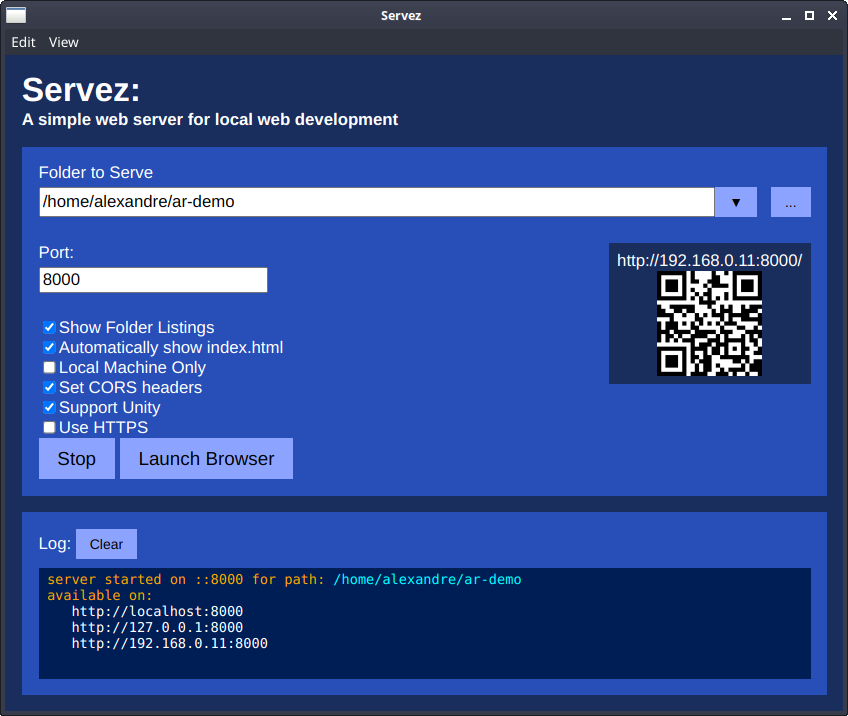 Servez
Edit View
Servez:
A simple web server for local web development
Folder to Serve
/home/alexandre/ar-demo ▼ ...
Port:
8000
http://192.168.0.11:8000/
Show Folder Listings
Automatically show index.html
Local Machine Only
Set CORS headers
Support Unity
Use HTTPS
Stop Launch Browser
Log: Clear
server started on ::8000 for path: /home/alexandre/ar-demo
available on:
http://localhost:8000
http://127.0.0.1:8000
http://192.168.0.11:8000